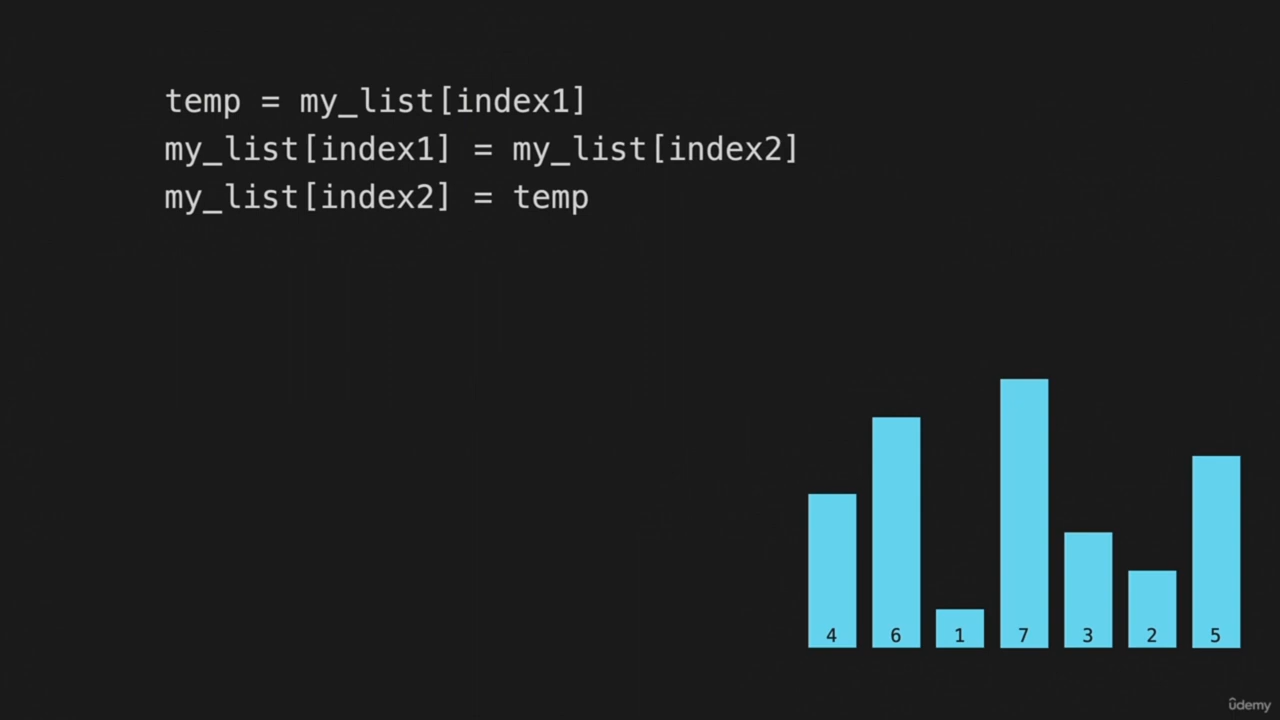 temp = my_list[index1]
my_list[index1] = my_list[index2]
my_list[index2] = temp
4 6 1 7 3 2 5
ûdemy